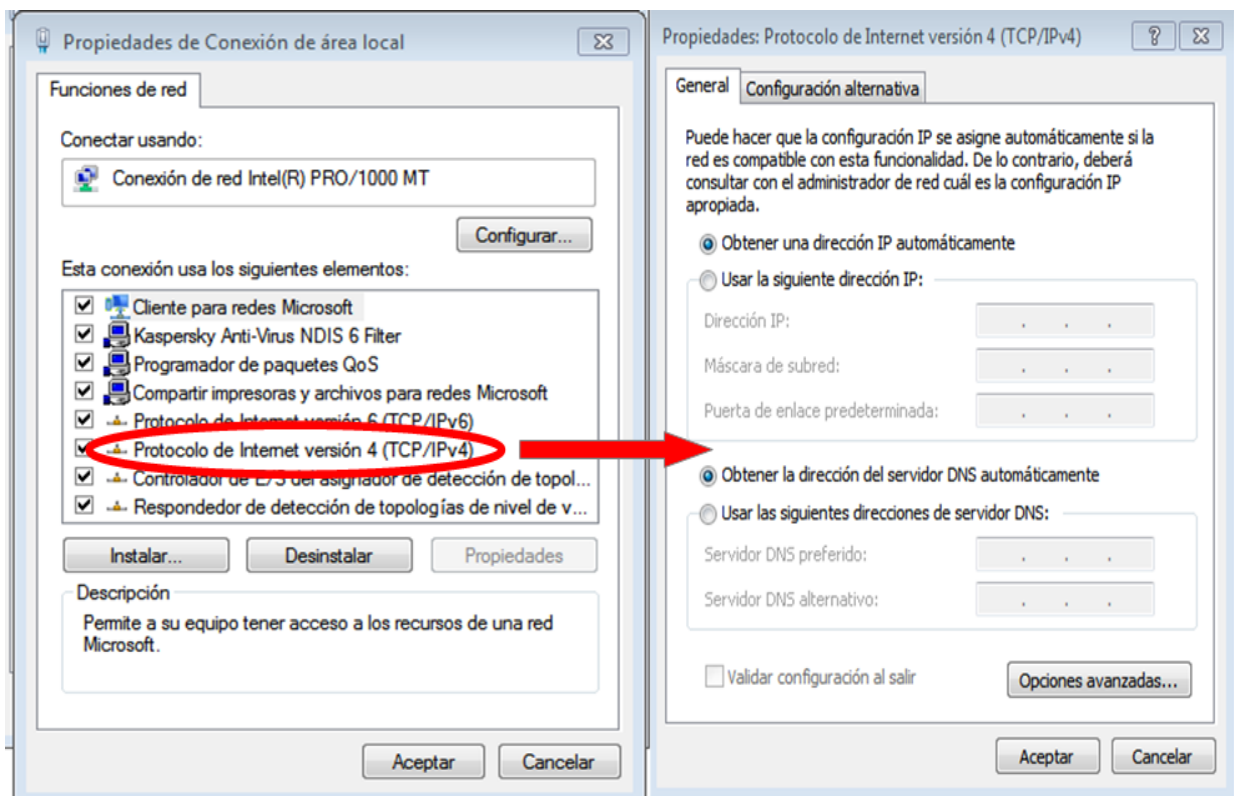 Propiedades de Conexión de área local
Funciones de red
Conectar usando:
Conexión de red Intel(R) PRO/1000 MT
Configurar...
Esta conexión usa los siguientes elementos:
Cliente para redes Microsoft
Kaspersky Anti-Virus NDIS 6 Filter
Programador de paquetes QoS
Compartir impresoras y archivos para redes Microsoft
Protocolo de Internet versión 6 (TCP/IPv6)
Protocolo de Internet versión 4 (TCP/IPv4)
Controlador de E/S del asignador de detección de topol...
Respondedor de detección de topologías de nivel de v...
Instalar...
Desinstalar
Propiedades
Descripción
Permite a su equipo tener acceso a los recursos de una red
Microsoft.
Aceptar
Cancelar
Propiedades: Protocolo de Internet versión 4 (TCP/IPv4)
General
Configuración alternativa
Puede hacer que la configuración IP se asigne automáticamente si la
red es compatible con esta funcionalidad. De lo contrario, deberá
consultar con el administrador de red cuál es la configuración IP
apropiada.
Obtener una dirección IP automáticamente
Usar la siguiente dirección IP:
Dirección IP:
Máscara de subred:
Puerta de enlace predeterminada:
Obtener la dirección del servidor DNS automáticamente
Usar las siguientes direcciones de servidor DNS:
Servidor DNS preferido:
Servidor DNS alternativo:
Validar configuración al salir
Opciones avanzadas...
Aceptar
Cancelar